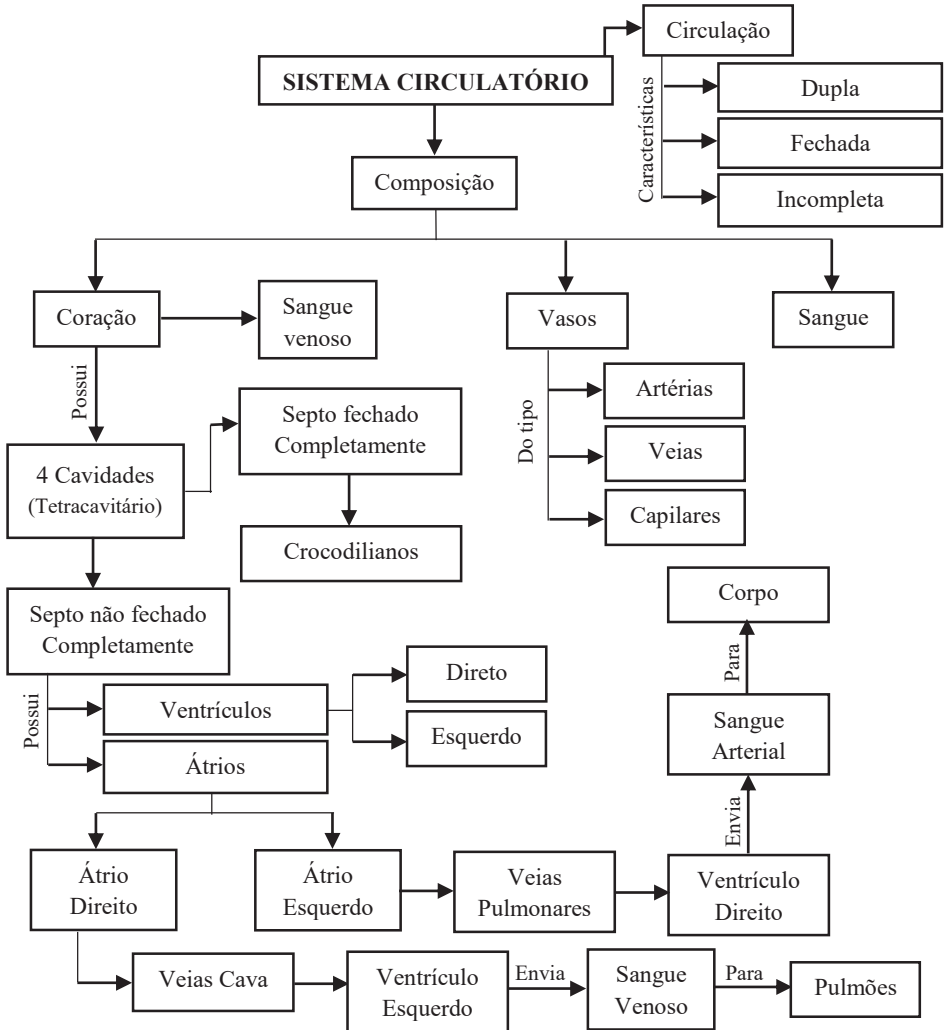 Circulação
SISTEMA CIRCULATÓRIO
Características
Dupla
Fechada
Incompleta
Composição
Coração
Sangue
venoso
Vasos
Sangue
Possui
Do tipo
Artérias
Veias
Capilares
4 Cavidades
(Tetracavitário)
Septo fechado
Completamente
Crocodilianos
Septo não fechado
Completamente
Possui
Ventrículos
Direto
Esquerdo
Átrios
Átrio
Direito
Átrio
Esquerdo
Veias
Pulmonares
Ventrículo
Direito
Envia
Sangue
Arterial
Para
Corpo
Veias Cava
Ventrículo
Esquerdo
Envia
Sangue
Venoso
Para
Pulmões